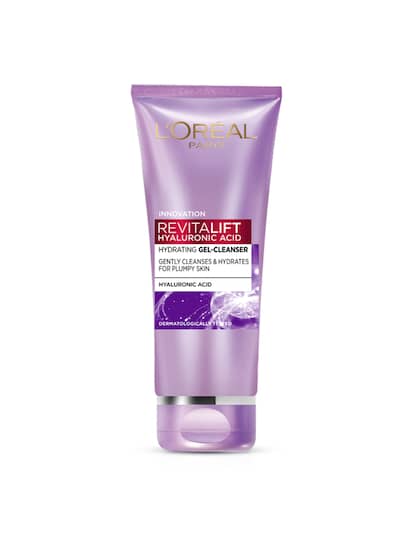 L'ORÉAL
PARIS
INNOVATION
REVITALIFT
HYALURONIC ACID
HYDRATING GEL-CLEANSER
GENTLY CLEANSES & HYDRATES
FOR PLUMPY SKIN
HYALURONIC ACID
DERMATOLOGICALLY TESTED